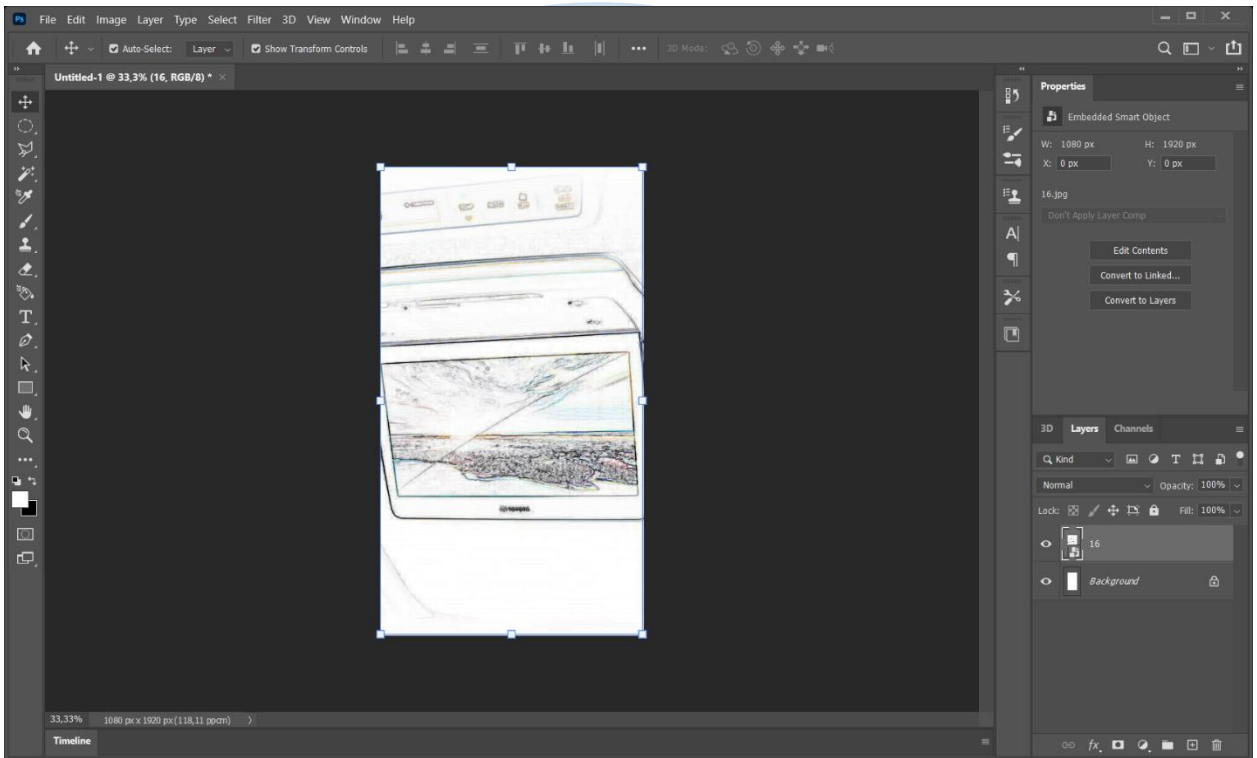 Ps File Edit Image Layer Type Select Filter 3D View Window Help
Auto-Select: Layer Show Transform Controls 3D Mode:
Untitled-1 @ 33,3% (16, RGB/8) * ×
Properties
Embedded Smart Object
W: 1080 px H: 1920 px
X: 0 px Y: 0 px
16.jpg
Don't Apply Layer Comp
Edit Contents
Convert to Linked...
Convert to Layers
3D Layers Channels
Kind
Normal Opacity: 100%
Lock: Fill: 100%
16
Background
33,33% 1080 px x 1920 px (118,11 ppcm)
Timeline